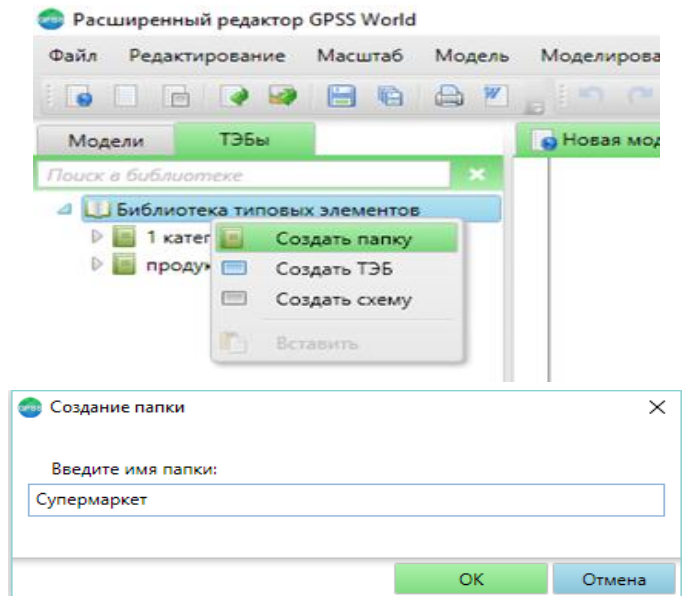 Расширенный редактор GPSS World
Файл Редактирование Масштаб Модель Моделирова
Модели ТЭБы Новая мод
Поиск в библиотеке
Библиотека типовых элементов
1 катег Создать папку
продук Создать ТЭБ
Создать схему
Вставить
Создание папки
Введите имя папки:
Супермаркет
OK Отмена